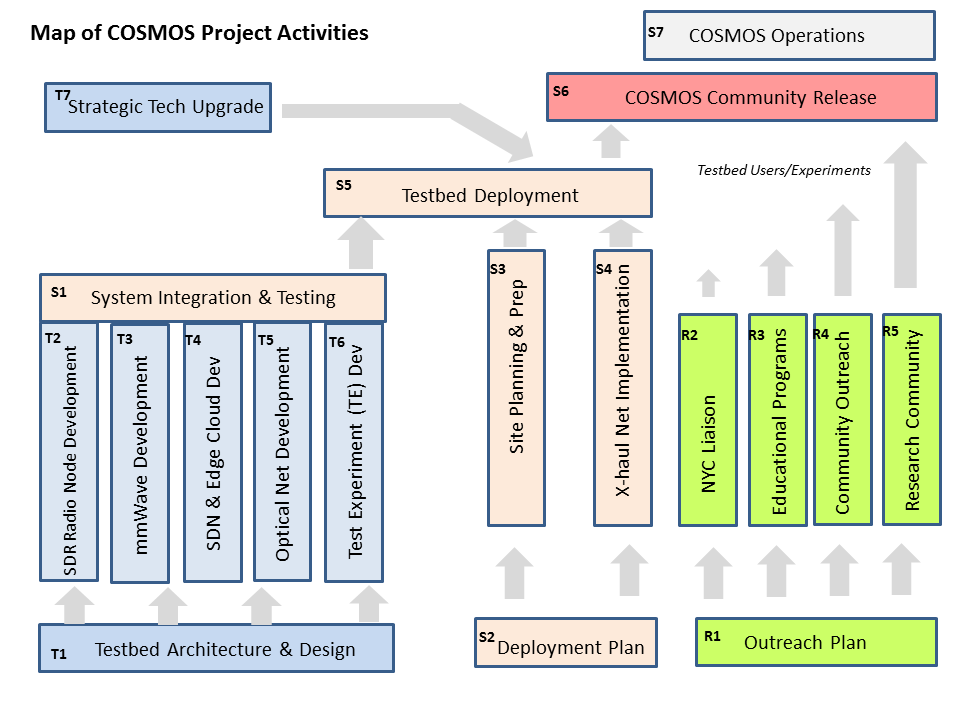 Map of COSMOS Project Activities
S7 COSMOS Operations
T7 Strategic Tech Upgrade
S6 COSMOS Community Release
Testbed Users/Experiments
S5 Testbed Deployment
S1 System Integration & Testing
T2 SDR Radio Node Development
T3 mmWave Development
T4 SDN & Edge Cloud Dev
T5 Optical Net Development
T6 Test Experiment (TE) Dev
S3 Site Planning & Prep
S4 X-haul Net Implementation
R2 NYC Liaison
R3 Educational Programs
R4 Community Outreach
R5 Research Community
T1 Testbed Architecture & Design
S2 Deployment Plan
R1 Outreach Plan